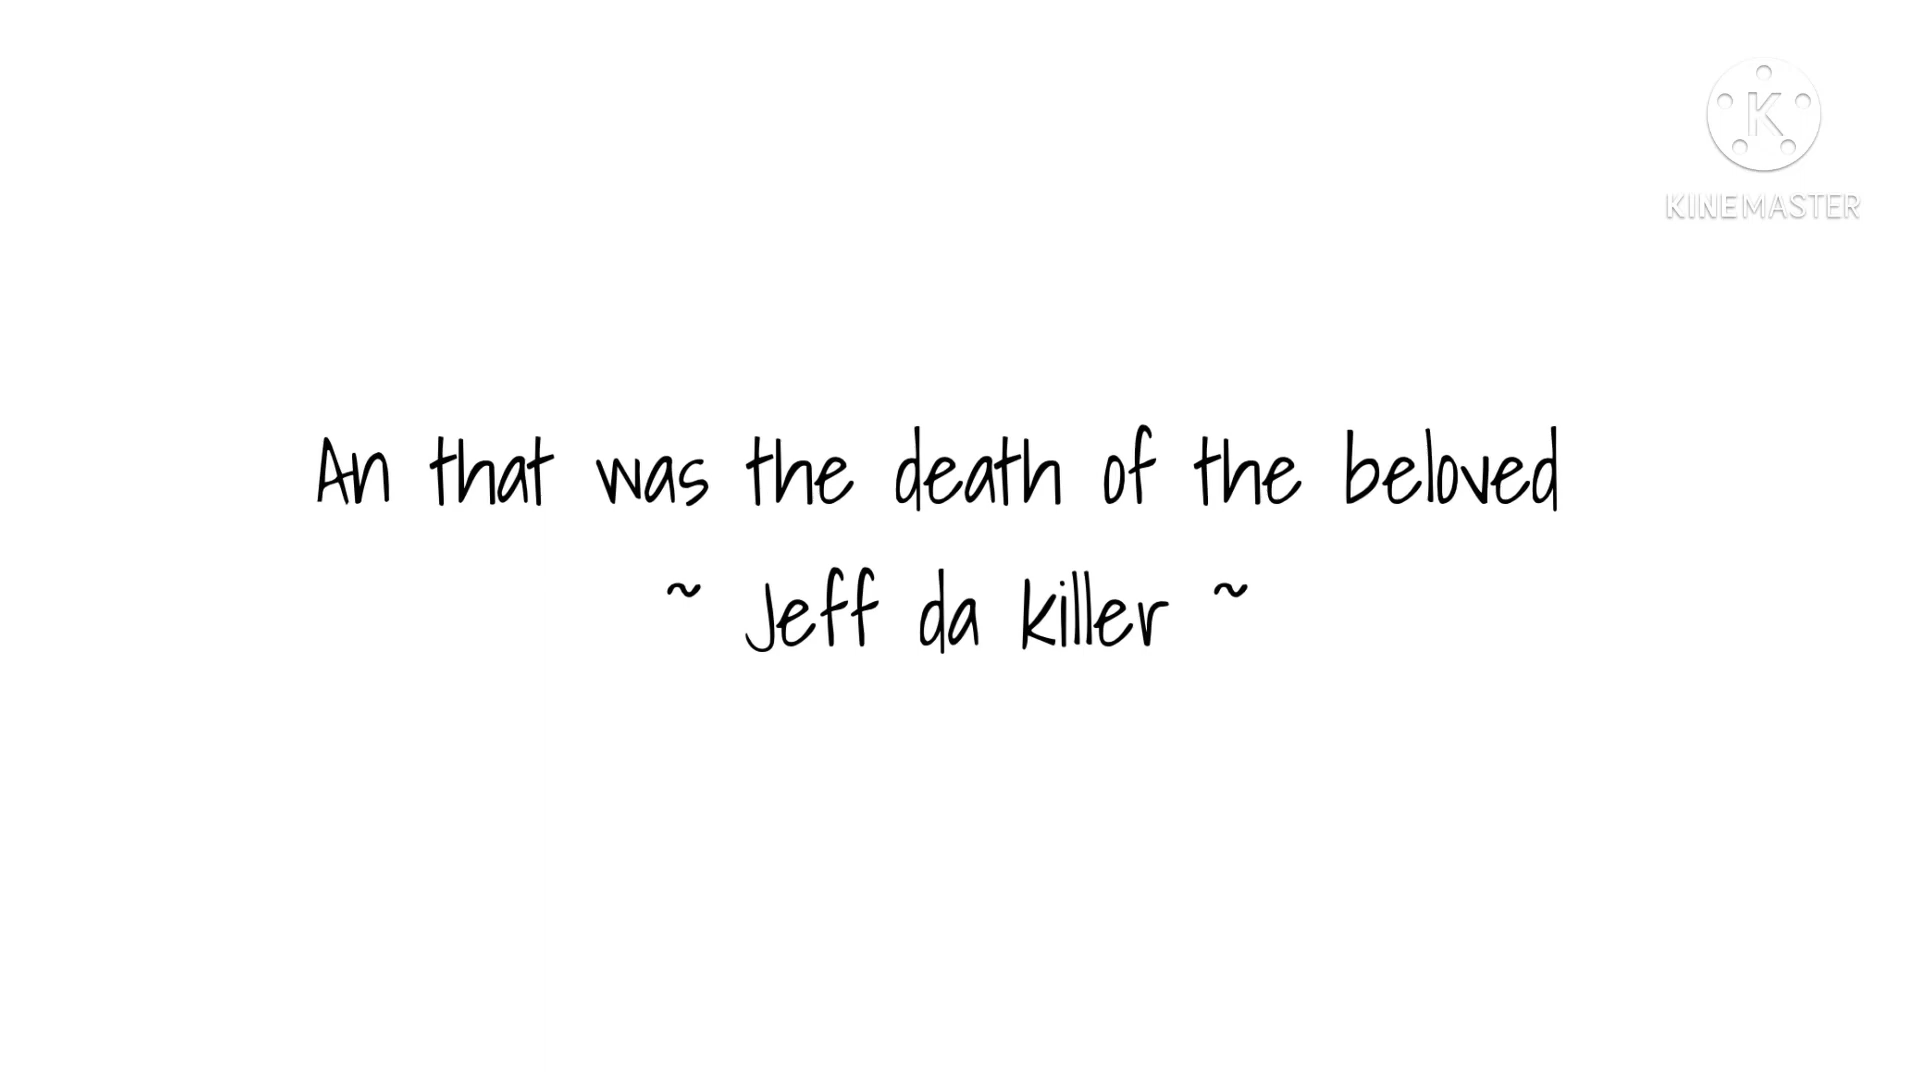 K
KINEMASTER
An that was the death of the beloved
~ Jeff da killer ~